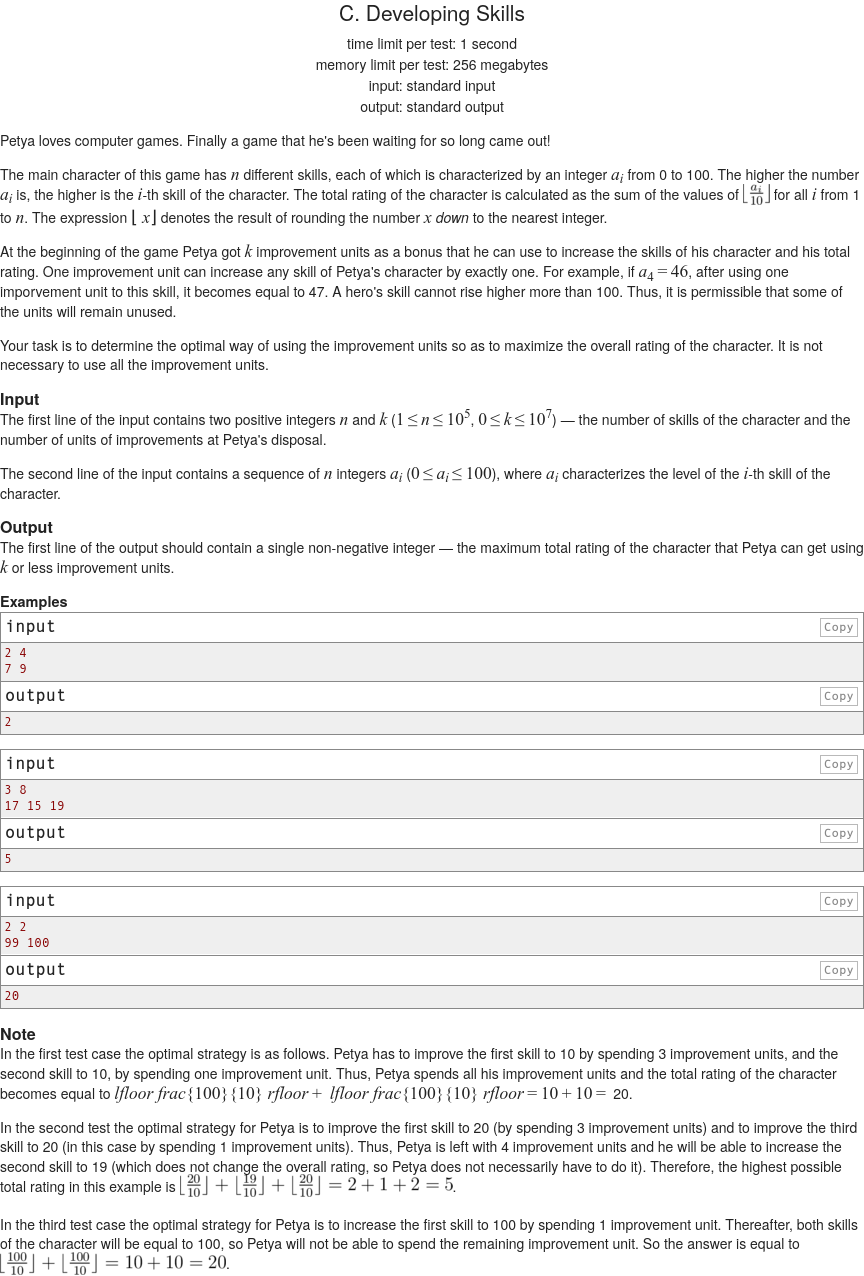 C. Developing Skills
time limit per test: 1 second
memory limit per test: 256 megabytes
input: standard input
output: standard output
Petya loves computer games. Finally a game that he's been waiting for so long came out!
The main character of this game has n different skills, each of which is characterized by an integer a_i from 0 to 100. The higher the number
a_i is, the higher is the i-th skill of the character. The total rating of the character is calculated as the sum of the values of ⌊a_i/10⌋ for all i from 1
to n. The expression ⌊ x⌋ denotes the result of rounding the number x down to the nearest integer.
At the beginning of the game Petya got k improvement units as a bonus that he can use to increase the skills of his character and his total
rating. One improvement unit can increase any skill of Petya's character by exactly one. For example, if a_4 = 46, after using one
imporvement unit to this skill, it becomes equal to 47. A hero's skill cannot rise higher more than 100. Thus, it is permissible that some of
the units will remain unused.
Your task is to determine the optimal way of using the improvement units so as to maximize the overall rating of the character. It is not
necessary to use all the improvement units.
Input
The first line of the input contains two positive integers n and k (1 ≤ n ≤ 10^5, 0 ≤ k ≤ 10^7) — the number of skills of the character and the
number of units of improvements at Petya's disposal.
The second line of the input contains a sequence of n integers a_i (0 ≤ a_i ≤ 100), where a_i characterizes the level of the i-th skill of the
character.
Output
The first line of the output should contain a single non-negative integer — the maximum total rating of the character that Petya can get using
k or less improvement units.
Examples
input Copy
2 4
7 9
output Copy
2
input Copy
3 8
17 15 19
output Copy
5
input Copy
2 2
99 100
output Copy
20
Note
In the first test case the optimal strategy is as follows. Petya has to improve the first skill to 10 by spending 3 improvement units, and the
second skill to 10, by spending one improvement unit. Thus, Petya spends all his improvement units and the total rating of the character
becomes equal to lfloor frac{100}{10} rfloor + lfloor frac{100}{10} rfloor = 10 + 10 = 20.
In the second test the optimal strategy for Petya is to improve the first skill to 20 (by spending 3 improvement units) and to improve the third
skill to 20 (in this case by spending 1 improvement units). Thus, Petya is left with 4 improvement units and he will be able to increase the
second skill to 19 (which does not change the overall rating, so Petya does not necessarily have to do it). Therefore, the highest possible
total rating in this example is ⌊20/10⌋ + ⌊19/10⌋ + ⌊20/10⌋ = 2 + 1 + 2 = 5.
In the third test case the optimal strategy for Petya is to increase the first skill to 100 by spending 1 improvement unit. Thereafter, both skills
of the character will be equal to 100, so Petya will not be able to spend the remaining improvement unit. So the answer is equal to
⌊100/10⌋ + ⌊100/10⌋ = 10 + 10 = 20.